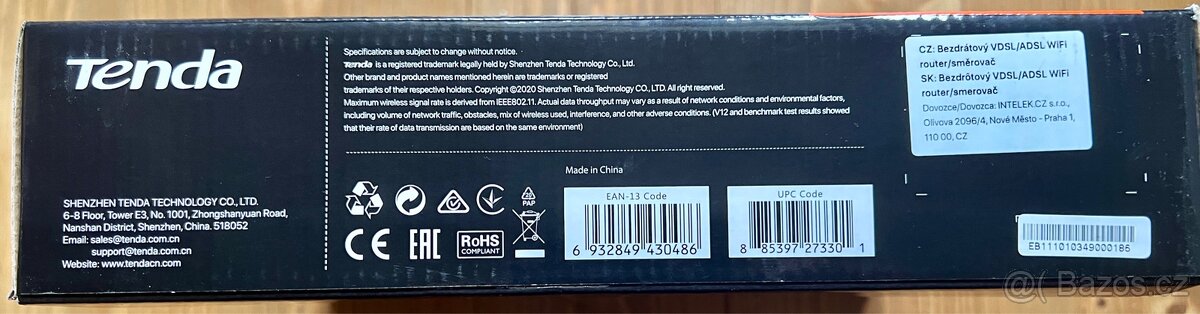 Tenda
SHENZHEN TENDA TECHNOLOGY CO., LTD.
6-8 Floor, Tower E3, No. 1001, Zhongshanyuan Road,
Nanshan District, Shenzhen, China. 518052
Email: sales@tenda.com.cn
support@tenda.com.cn
Website: www.tendacn.com
Specifications are subject to change without notice.
Tenda is a registered trademark legally held by Shenzhen Tenda Technology Co., Ltd.
Other brand and product names mentioned herein are trademarks or registered
trademarks of their respective holders. Copyright ©2020 Shenzhen Tenda Technology CO., LTD. All right reserved.
Maximum wireless signal rate is derived from IEEE802.11. Actual data throughput may vary as a result of network conditions and environmental factors,
including volume of network traffic, obstacles, mix of wireless used, interference, and other adverse conditions. (V12 and benchmark test results showed
that their rate of data transmission are based on the same environment)
Made in China
20
PAP
CE
EAC
RoHS
COMPLIANT
EAN-13 Code
6 932849 430486
UPC Code
8 85397 27330 1
CZ: Bezdrátový VDSL/ADSL WiFi
router/směrovač
SK: Bezdrôtový VDSL/ADSL WiFi
router/smerovač
Dovozce/Dovozca: INTELEK.CZ s.r.o.,
Olivova 2096/4, Nové Město - Praha 1,
110 00, CZ
EB111010349000186
Bazos.cz